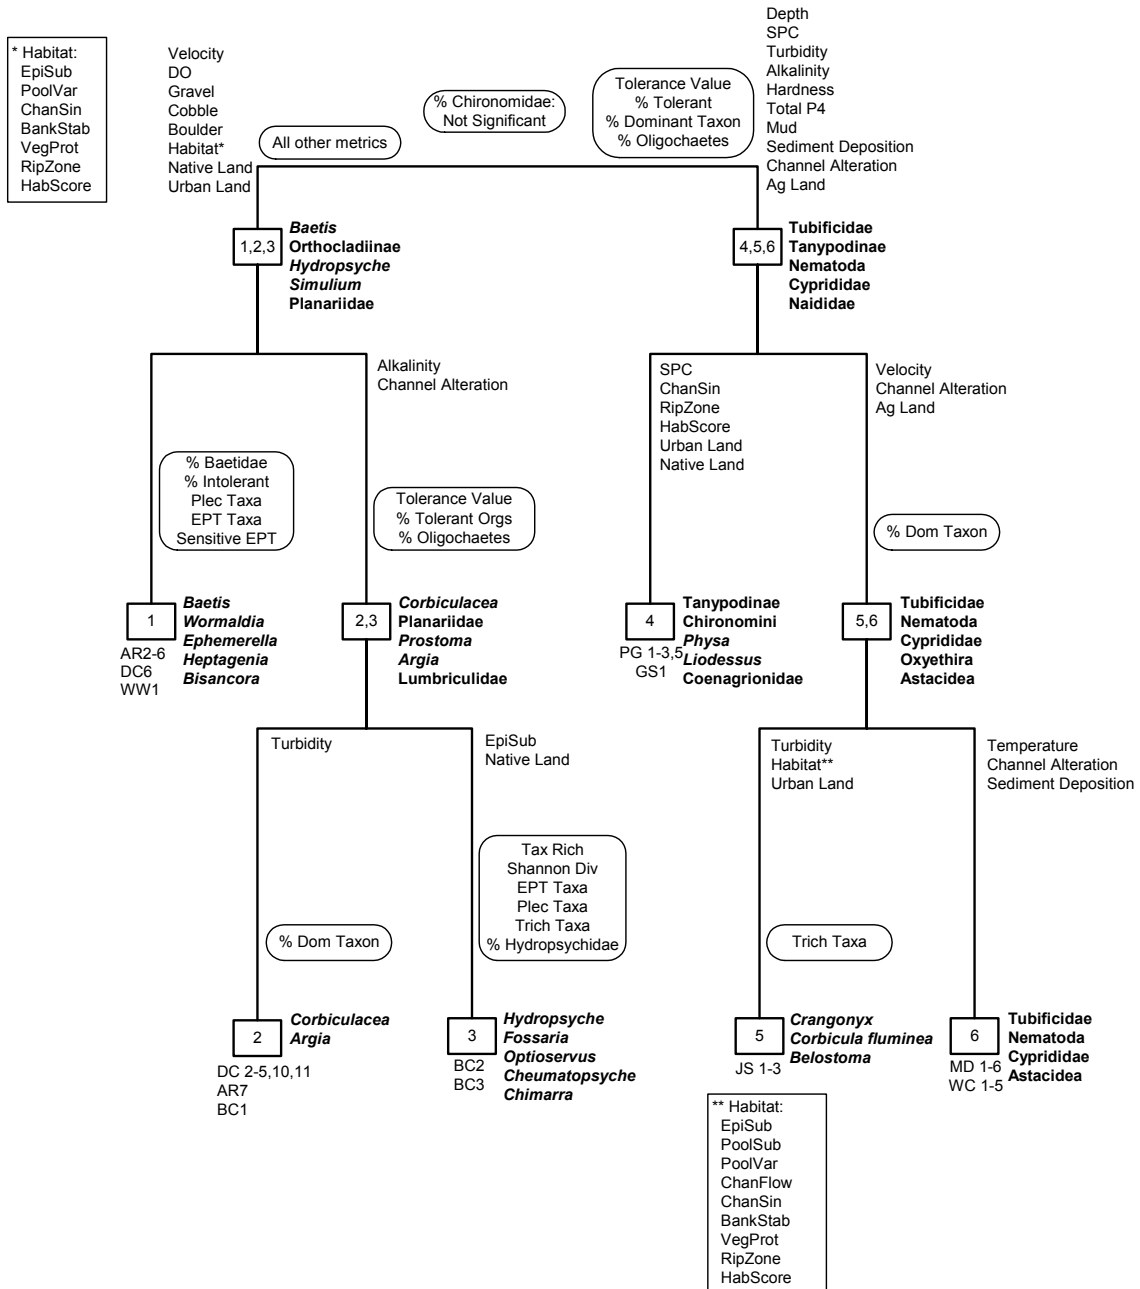 * Habitat:
EpiSub
PoolVar
ChanSin
BankStab
VegProt
RipZone
HabScore
Velocity
DO
Gravel
Cobble
Boulder
Habitat*
Native Land
Urban Land
All other metrics
% Chironomidae:
Not Significant
Tolerance Value
% Tolerant
% Dominant Taxon
% Oligochaetes
Depth
SPC
Turbidity
Alkalinity
Hardness
Total P4
Mud
Sediment Deposition
Channel Alteration
Ag Land
1,2,3
Baetis
Orthocladiinae
Hydropsyche
Simulium
Planariidae
4,5,6
Tubificidae
Tanypodinae
Nematoda
Cyprididae
Naididae
Alkalinity
Channel Alteration
SPC
ChanSin
RipZone
HabScore
Urban Land
Native Land
Velocity
Channel Alteration
Ag Land
% Baetidae
% Intolerant
Plec Taxa
EPT Taxa
Sensitive EPT
Tolerance Value
% Tolerant Orgs
% Oligochaetes
% Dom Taxon
1
Baetis
Wormaldia
Ephemerella
Heptagenia
Bisancora
AR2-6
DC6
WW1
2,3
Corbiculacea
Planariidae
Prostoma
Argia
Lumbriculidae
4
Tanypodinae
Chironomini
Physa
Liodessus
Coenagrionidae
PG 1-3,5
GS1
5,6
Tubificidae
Nematoda
Cyprididae
Oxyethira
Astacidea
Turbidity
EpiSub
Native Land
Turbidity
Habitat**
Urban Land
Temperature
Channel Alteration
Sediment Deposition
% Dom Taxon
Tax Rich
Shannon Div
EPT Taxa
Plec Taxa
Trich Taxa
% Hydropsychidae
Trich Taxa
2
Corbiculacea
Argia
DC 2-5,10,11
AR7
BC1
3
Hydropsyche
Fossaria
Optioservus
Cheumatopsyche
Chimarra
BC2
BC3
5
Crangonyx
Corbicula fluminea
Belostoma
JS 1-3
6
Tubificidae
Nematoda
Cyprididae
Astacidea
MD 1-6
WC 1-5
** Habitat:
EpiSub
PoolSub
PoolVar
ChanFlow
ChanSin
BankStab
VegProt
RipZone
HabScore